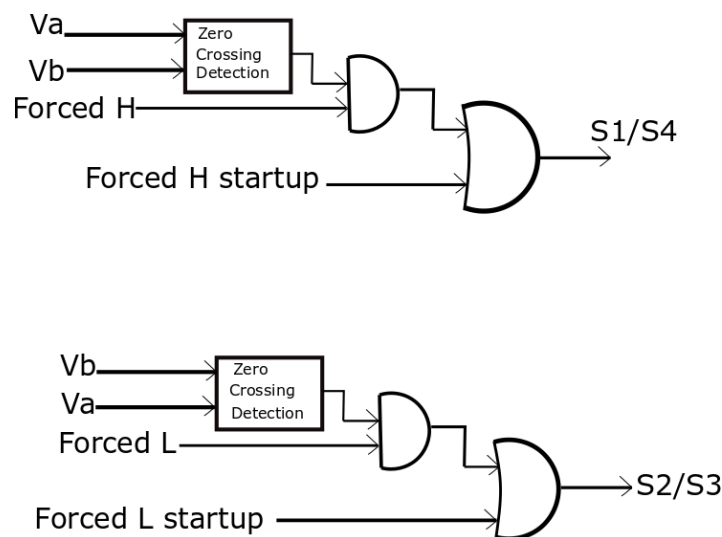 Va
Zero
Crossing
Detection
Vb
Forced H
S1/S4
Forced H startup
Vb
Zero
Crossing
Detection
Va
Forced L
S2/S3
Forced L startup